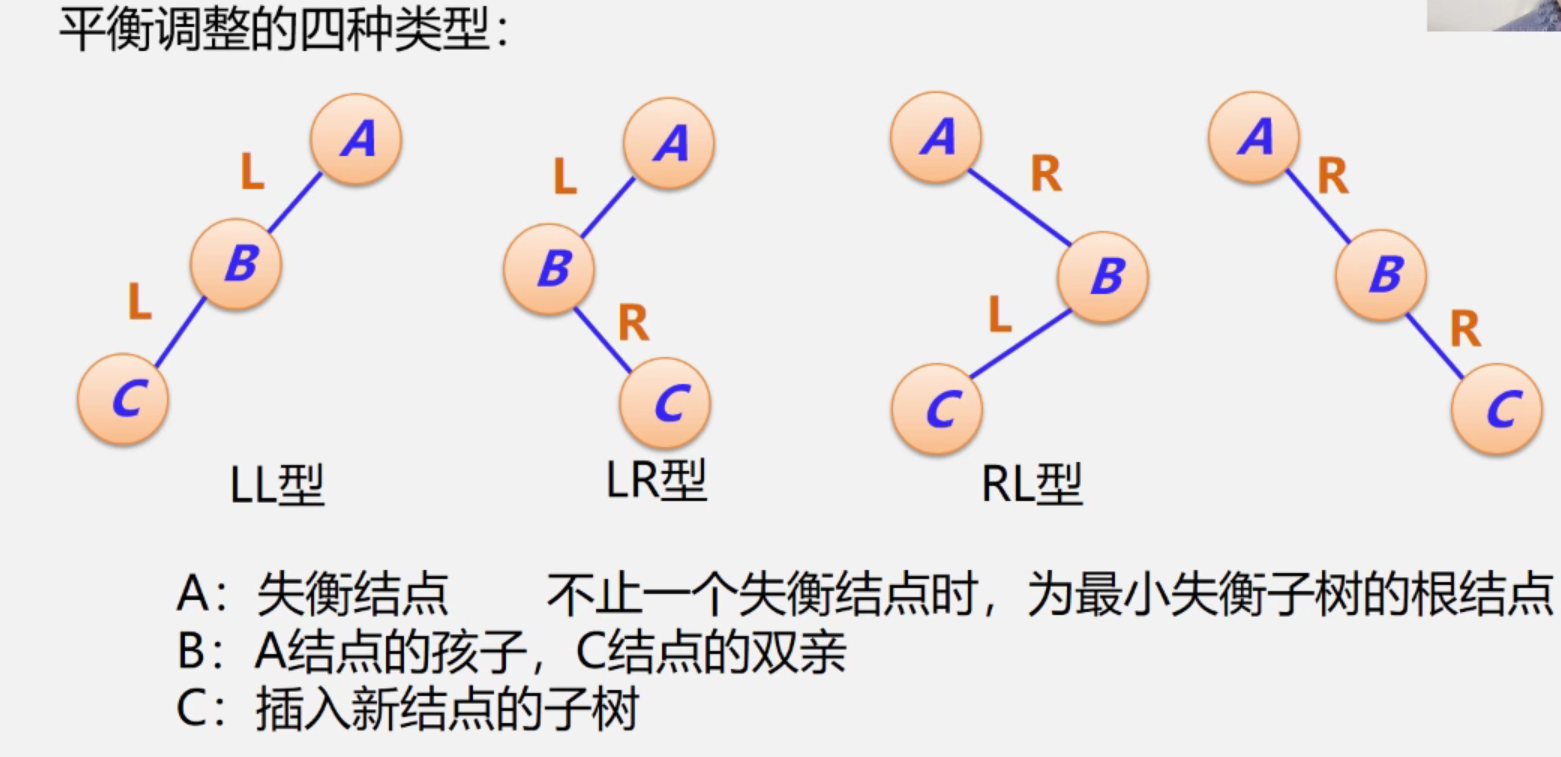 平衡调整的四种类型：
A A A A
L L R R
B B B B
L R L R
C C C C
LL型 LR型 RL型
A：失衡结点 不止一个失衡结点时，为最小失衡子树的根结点
B：A结点的孩子，C结点的双亲
C：插入新结点的子树